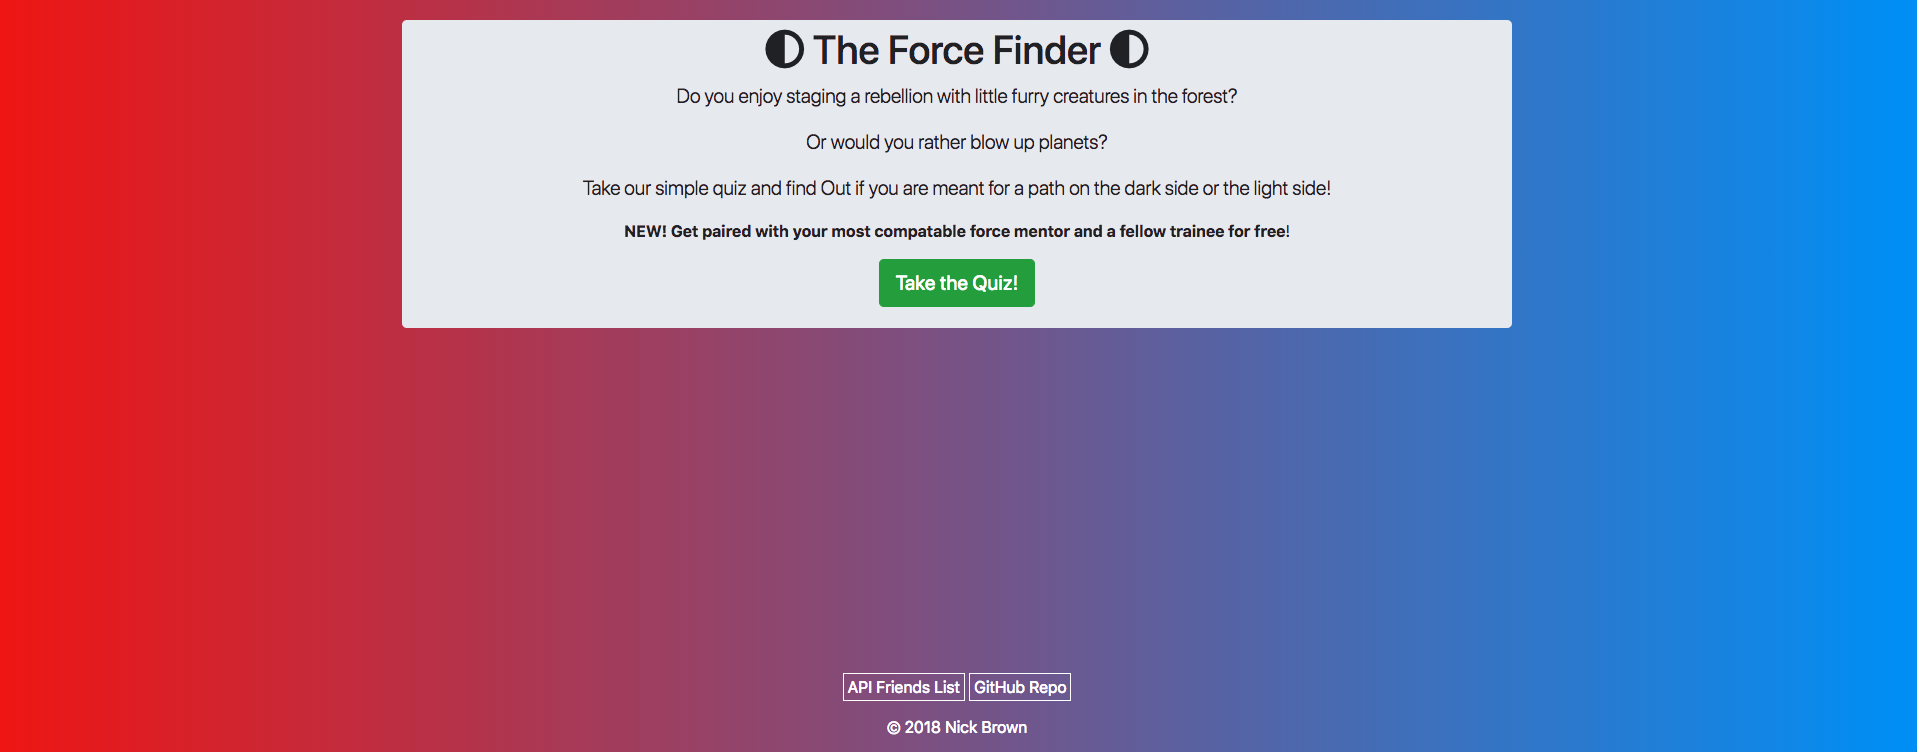 The Force Finder
Do you enjoy staging a rebellion with little furry creatures in the forest?
Or would you rather blow up planets?
Take our simple quiz and find Out if you are meant for a path on the dark side or the light side!
NEW! Get paired with your most compatable force mentor and a fellow trainee for free!
Take the Quiz!
API Friends List GitHub Repo
© 2018 Nick Brown